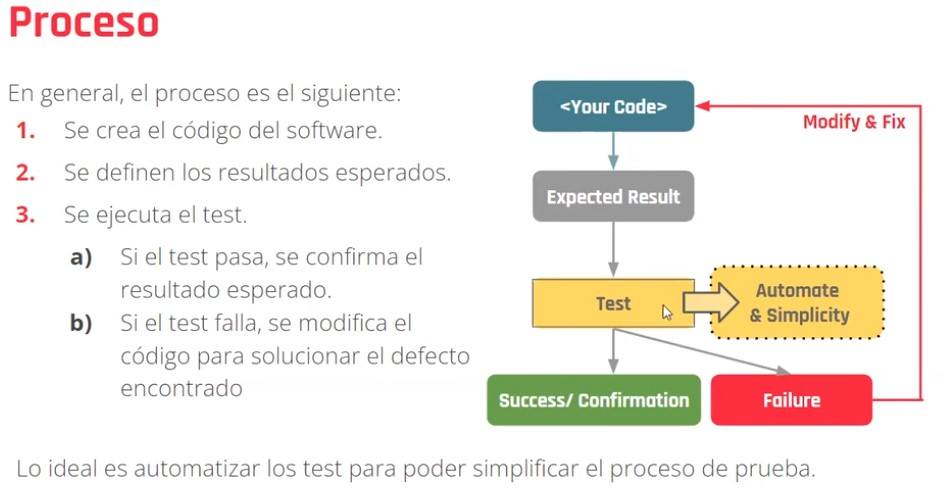 Proceso
En general, el proceso es el siguiente:
1. Se crea el código del software.
2. Se definen los resultados esperados.
3. Se ejecuta el test.
a) Si el test pasa, se confirma el
resultado esperado.
b) Si el test falla, se modifica el
código para solucionar el defecto
encontrado
<Your Code>
Modify & Fix
Expected Result
Test
Automate
& Simplicity
Success/ Confirmation
Failure
Lo ideal es automatizar los test para poder simplificar el proceso de prueba.